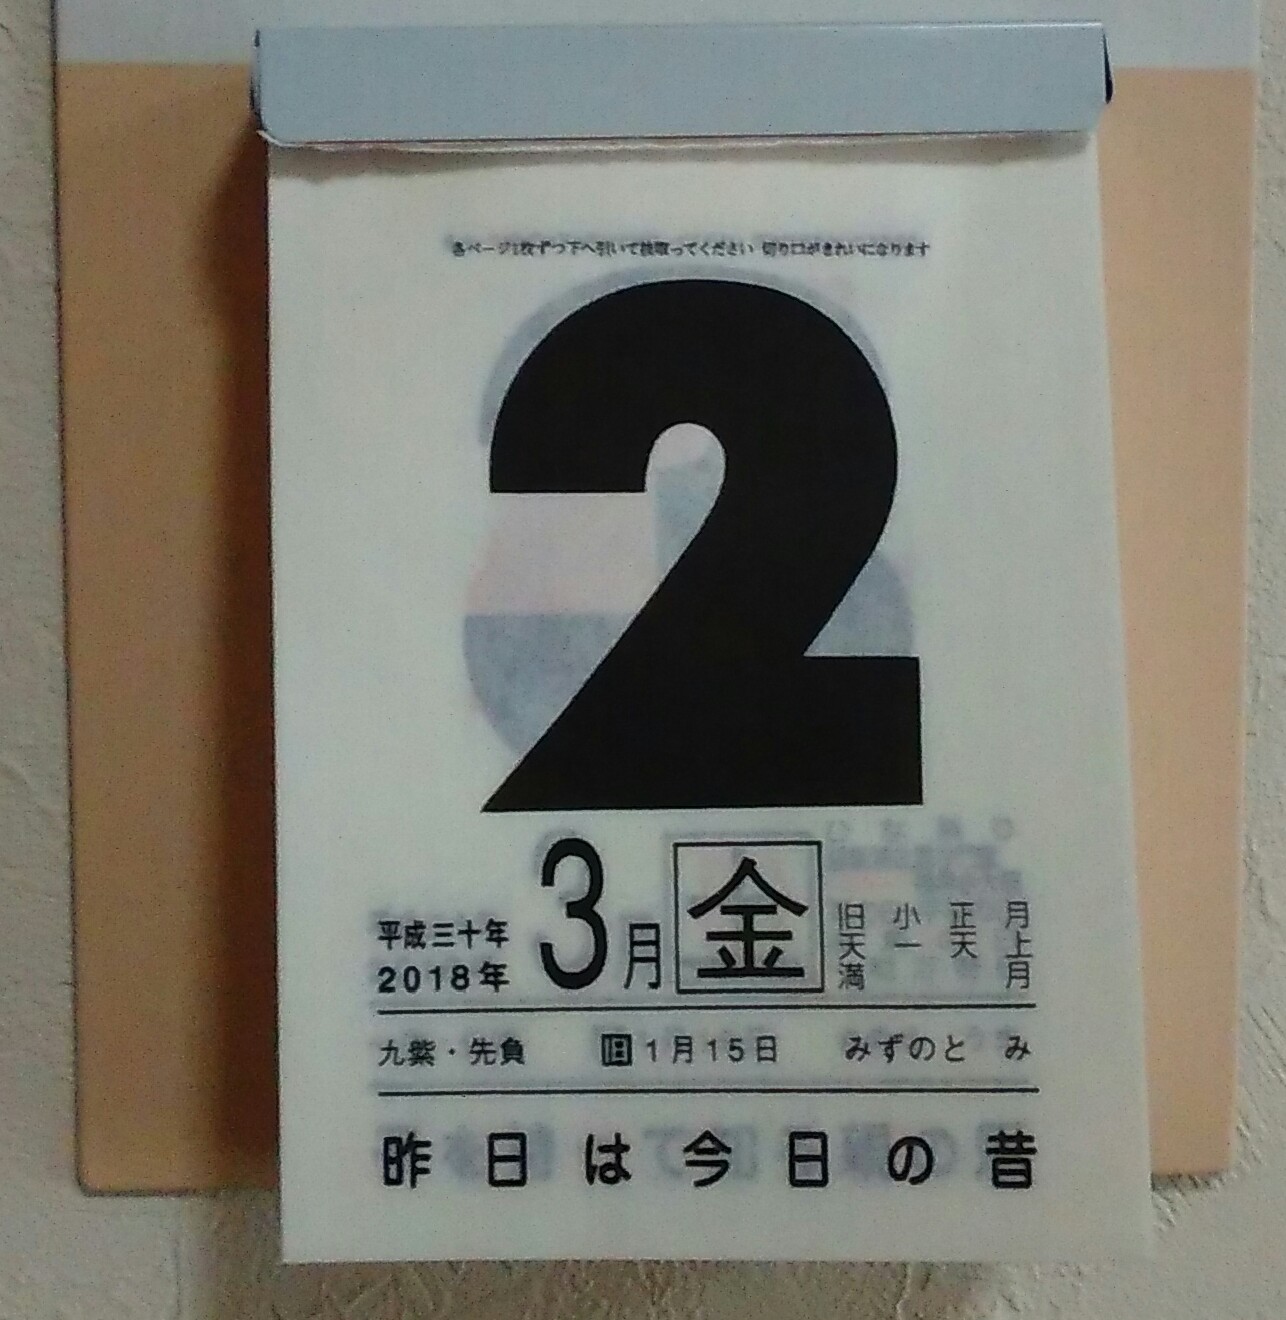 各ページ1枚ずつ下へ引いて抜取ってください 切り口がきれいになります
2
平成三十年
2018年
3月
金
旧 小 正 月
天 一 天 上
満 月
九紫・先負 旧1月15日 みずのと み
昨日は今日の昔